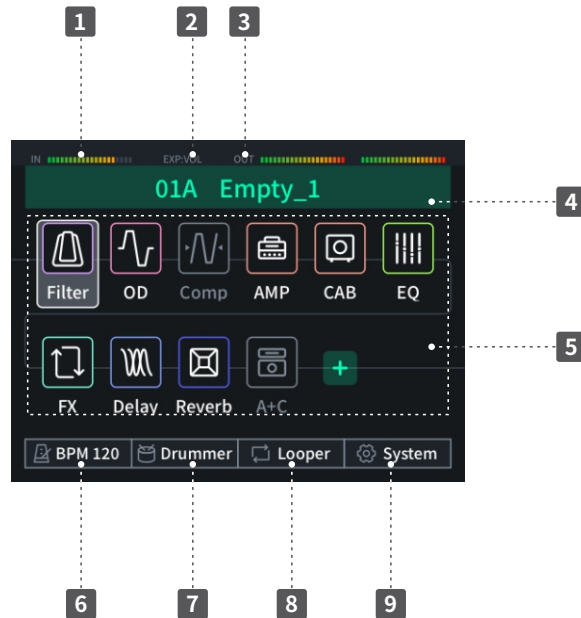 1 2 3
IN EXP:VOL OUT
01A Empty_1
4
Filter OD Comp AMP CAB EQ
5
FX Delay Reverb A+C +
BPM 120 Drummer Looper System
6 7 8 9